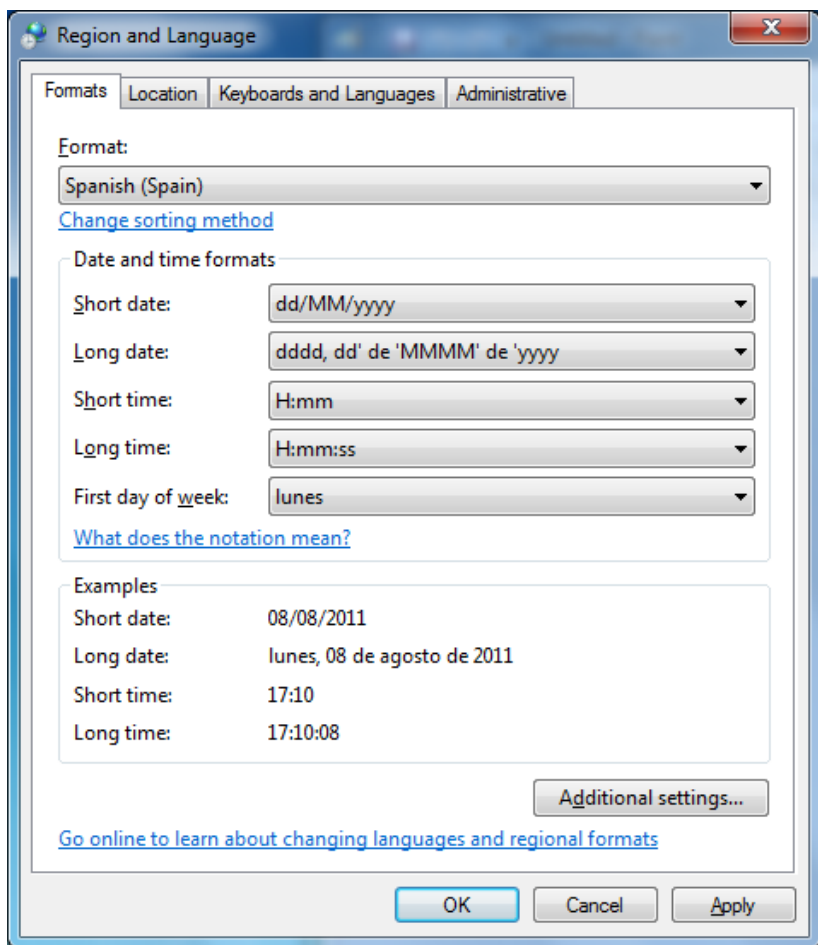 Region and Language
Formats Location Keyboards and Languages Administrative
Format:
Spanish (Spain)
Change sorting method
Date and time formats
Short date: dd/MM/yyyy
Long date: dddd, dd' de 'MMMM' de 'yyyy
Short time: H:mm
Long time: H:mm:ss
First day of week: lunes
What does the notation mean?
Examples
Short date: 08/08/2011
Long date: lunes, 08 de agosto de 2011
Short time: 17:10
Long time: 17:10:08
Additional settings...
Go online to learn about changing languages and regional formats
OK Cancel Apply